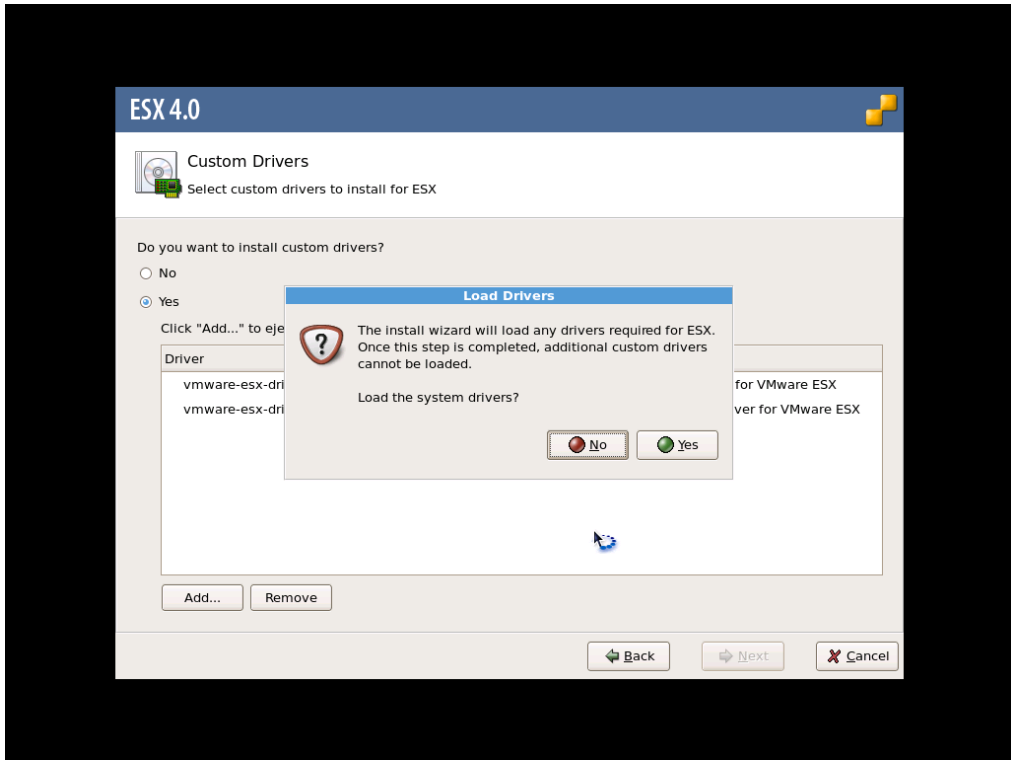 ESX 4.0
Custom Drivers
Select custom drivers to install for ESX
Do you want to install custom drivers?
No
Yes
Click "Add..." to eje
Driver
vmware-esx-dri
for VMware ESX
vmware-esx-dri
ver for VMware ESX
Load Drivers
?
The install wizard will load any drivers required for ESX.
Once this step is completed, additional custom drivers
cannot be loaded.
Load the system drivers?
No
Yes
Add...
Remove
Back
Next
Cancel